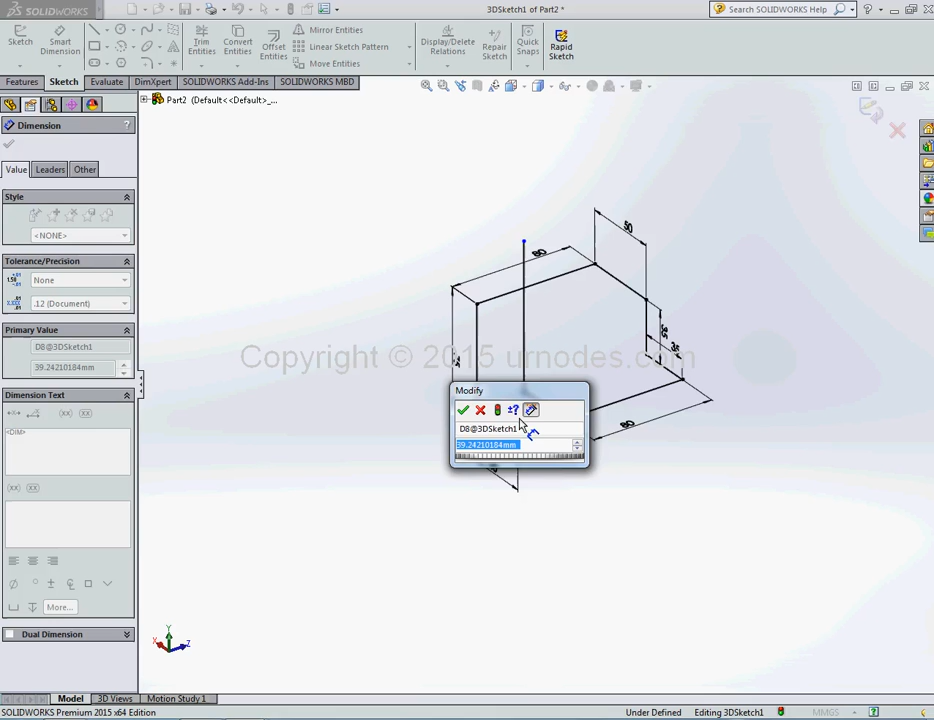 SOLIDWORKS
3DSketch1 of Part2 *
Search SOLIDWORKS Help
Sketch
Smart Dimension
Trim Entities
Convert Entities
Offset Entities
Mirror Entities
Linear Sketch Pattern
Move Entities
Display/Delete Relations
Repair Sketch
Quick Snaps
Rapid Sketch
Features
Sketch
Evaluate
DimXpert
SOLIDWORKS Add-Ins
SOLIDWORKS MBD
Part2 (Default<<Default>_...
Dimension
?
Value
Leaders
Other
Style
<NONE>
Tolerance/Precision
None
.12 (Document)
Primary Value
D8@3DSketch1
39.24210184mm
Dimension Text
<DIM>
More...
Dual Dimension
50
80
35
Copyright © 2015 urnodes.com
Modify
D8@3DSketch1
39.24210184mm
80
Y
X
Z
Model
3D Views
Motion Study 1
SOLIDWORKS Premium 2015 x64 Edition
Under Defined
Editing 3DSketch1
MMGS